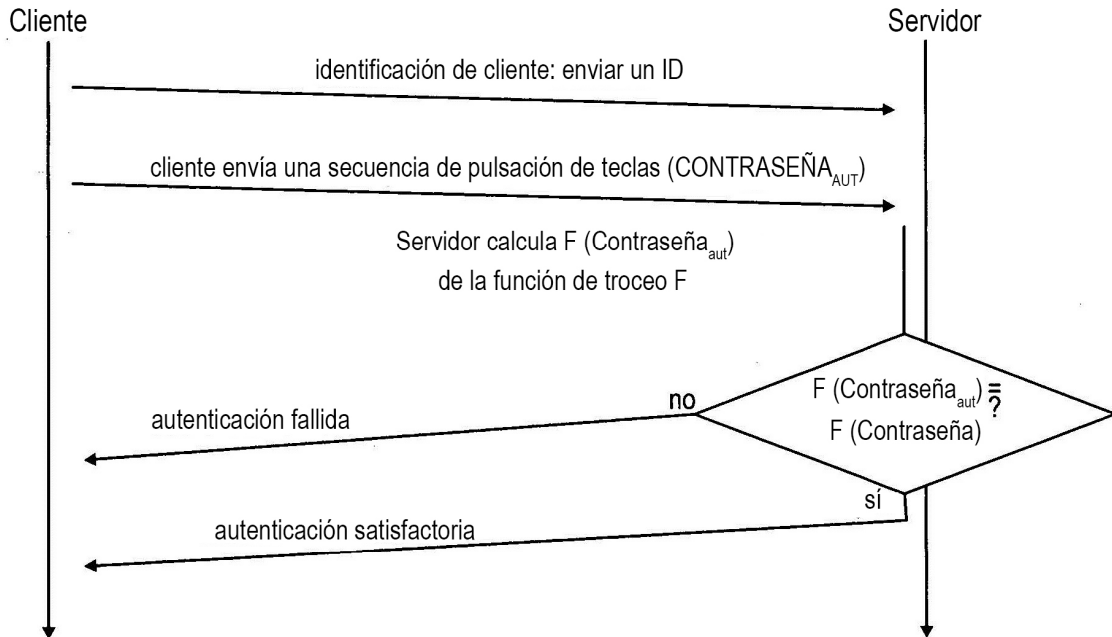 Cliente
Servidor
identificación de cliente: enviar un ID
cliente envía una secuencia de pulsación de teclas (CONTRASEÑA_AUT)
Servidor calcula F (Contraseña_aut)
de la función de troceo F
F (Contraseña_aut) =
?
F (Contraseña)
no
autenticación fallida
sí
autenticación satisfactoria